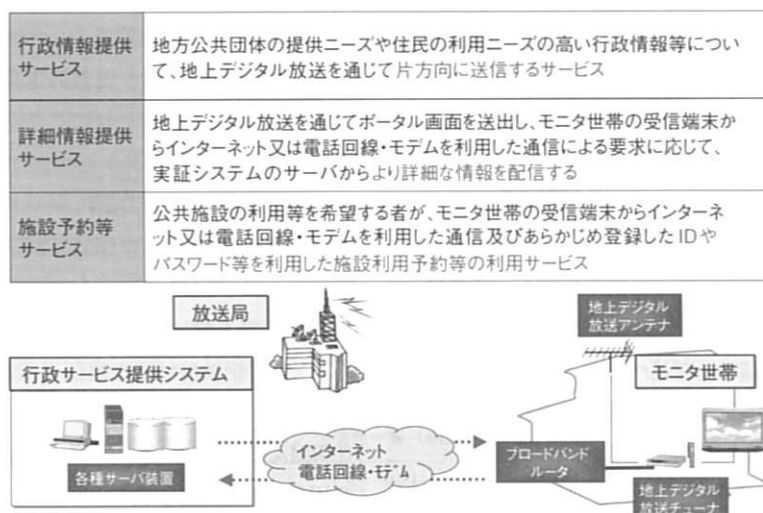 行政情報提供
サービス
地方公共団体の提供ニーズや住民の利用ニーズの高い行政情報等につい
て、地上デジタル放送を通じて片方向に送信するサービス
詳細情報提供
サービス
地上デジタル放送を通じてポータル画面を送出し、モニタ世帯の受信端末か
らインターネット又は電話回線・モデムを利用した通信による要求に応じて、
実証システムのサーバからより詳細な情報を配信する
施設予約等
サービス
公共施設の利用等を希望する者が、モニタ世帯の受信端末からインターネ
ット又は電話回線・モデムを利用した通信及びあらかじめ登録したIDや
パスワード等を利用した施設利用予約等の利用サービス
放送局
地上デジタル
放送アンテナ
行政サービス提供システム
モニタ世帯
インターネット
電話回線・モデム
ブロードバンド
ルータ
各種サーバ装置
地上デジタル
放送チューナ